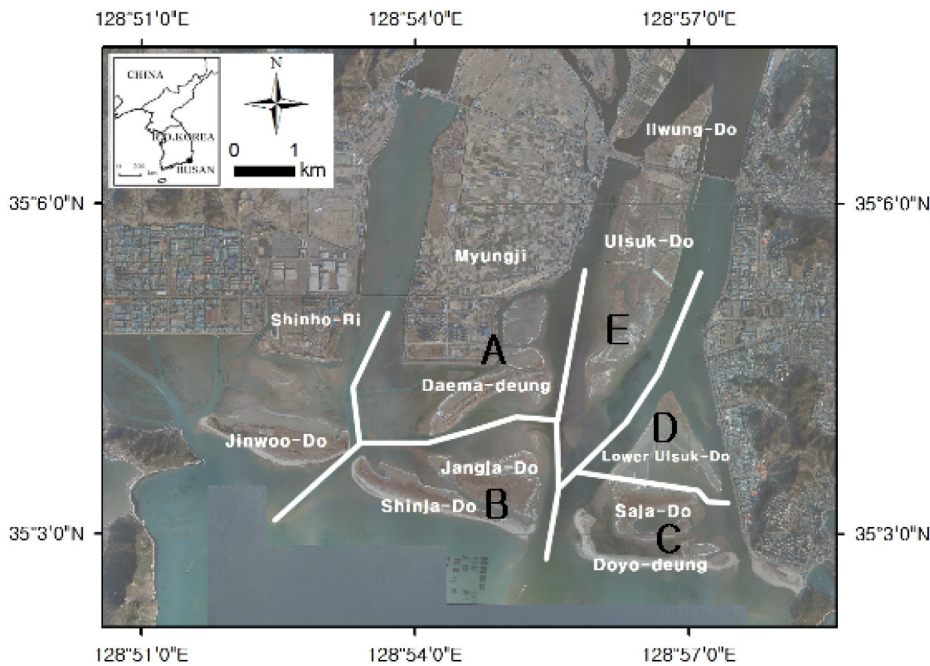 128°51'0"E 128°54'0"E 128°57'0"E
CHINA
R.O.KOREA
BUSAN
N
0 1
km
Ilwung-Do
35°6'0"N 35°6'0"N
Ulsuk-Do
Myungji
Shinho-Ri
A
E
Daema-deung
D
Jinwoo-Do
Lower Ulsuk-Do
Jangja-Do
Shinja-Do
B
Saja-Do
C
35°3'0"N 35°3'0"N
Doyo-deung
128°51'0"E 128°54'0"E 128°57'0"E